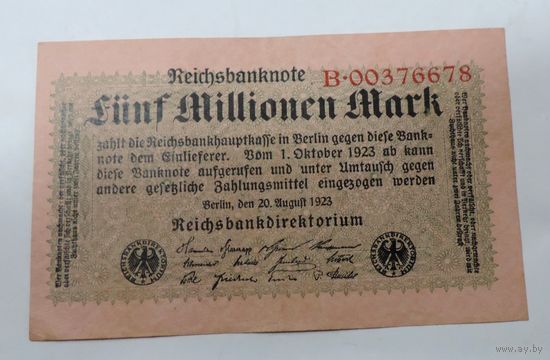 Reichsbanknote B·00376678
Fünf Millionen Mark
zahlt die Reichsbankhauptkasse in Berlin gegen diese Bank-
note dem Einlieferer. Vom 1. Oktober 1923 ab kann
diese Banknote aufgerufen und unter Umtausch gegen
andere gesetzliche Zahlungsmittel eingezogen werden
Berlin, den 20. August 1923
Reichsbankdirektorium
REICHSBANKDIREKTORIUM
REICHSBANKDIREKTORIUM
www.ay.by